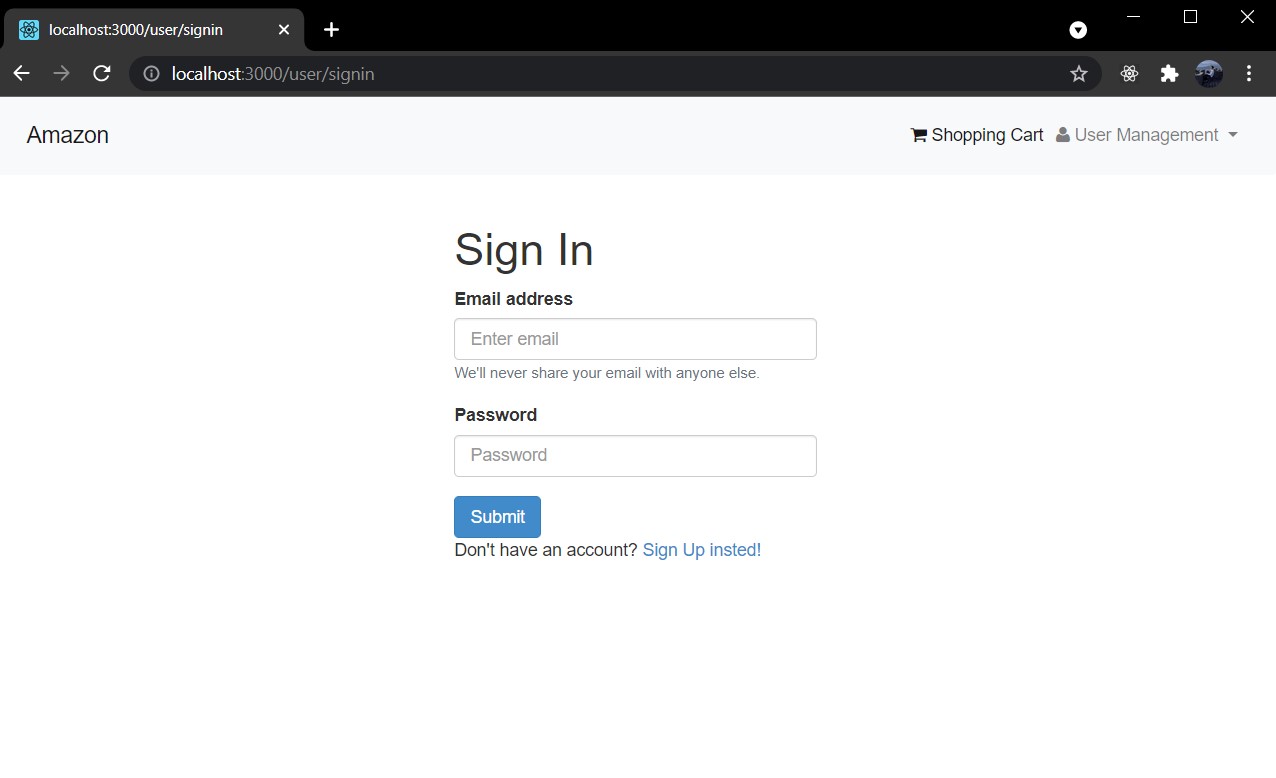 localhost:3000/user/signin
localhost:3000/user/signin
Amazon
Shopping Cart User Management
Sign In
Email address
Enter email
We'll never share your email with anyone else.
Password
Password
Submit
Don't have an account? Sign Up insted!